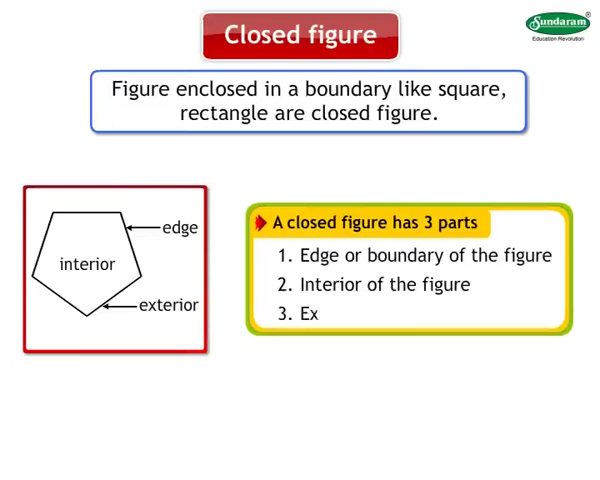 Sundaram
®
Education Revolution
Closed figure
Figure enclosed in a boundary like square,
rectangle are closed figure.
edge
interior
exterior
A closed figure has 3 parts
1. Edge or boundary of the figure
2. Interior of the figure
3. Ex